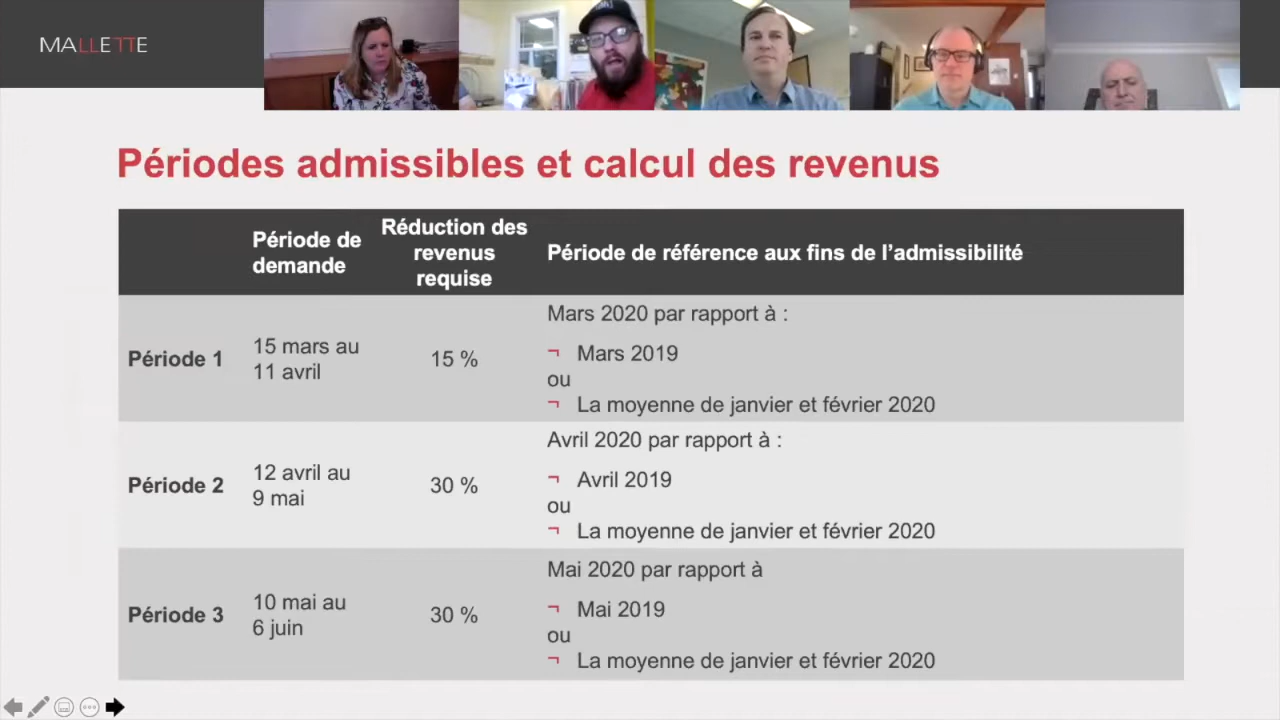 MALLETTE
Périodes admissibles et calcul des revenus
Période de
demande
Réduction des
revenus
requise
Période de référence aux fins de l'admissibilité
Période 1
15 mars au
11 avril
15 %
Mars 2020 par rapport à :
¬ Mars 2019
ou
¬ La moyenne de janvier et février 2020
Période 2
12 avril au
9 mai
30 %
Avril 2020 par rapport à :
¬ Avril 2019
ou
¬ La moyenne de janvier et février 2020
Période 3
10 mai au
6 juin
30 %
Mai 2020 par rapport à
¬ Mai 2019
ou
¬ La moyenne de janvier et février 2020